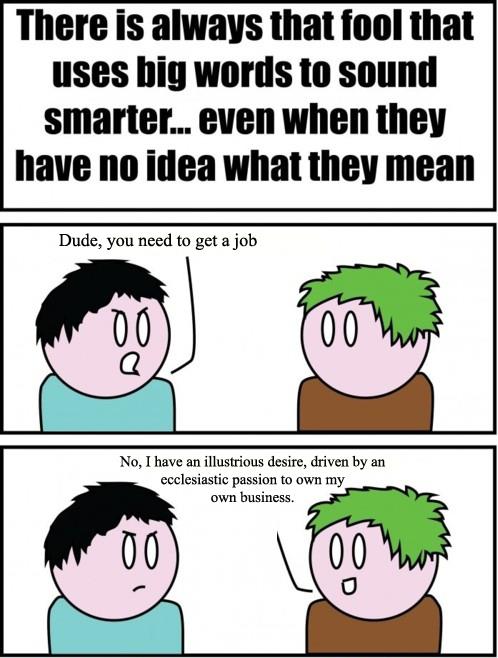 There is always that fool that
uses big words to sound
smarter... even when they
have no idea what they mean
Dude, you need to get a job
No, I have an illustrious desire, driven by an
ecclesiastic passion to own my
own business.